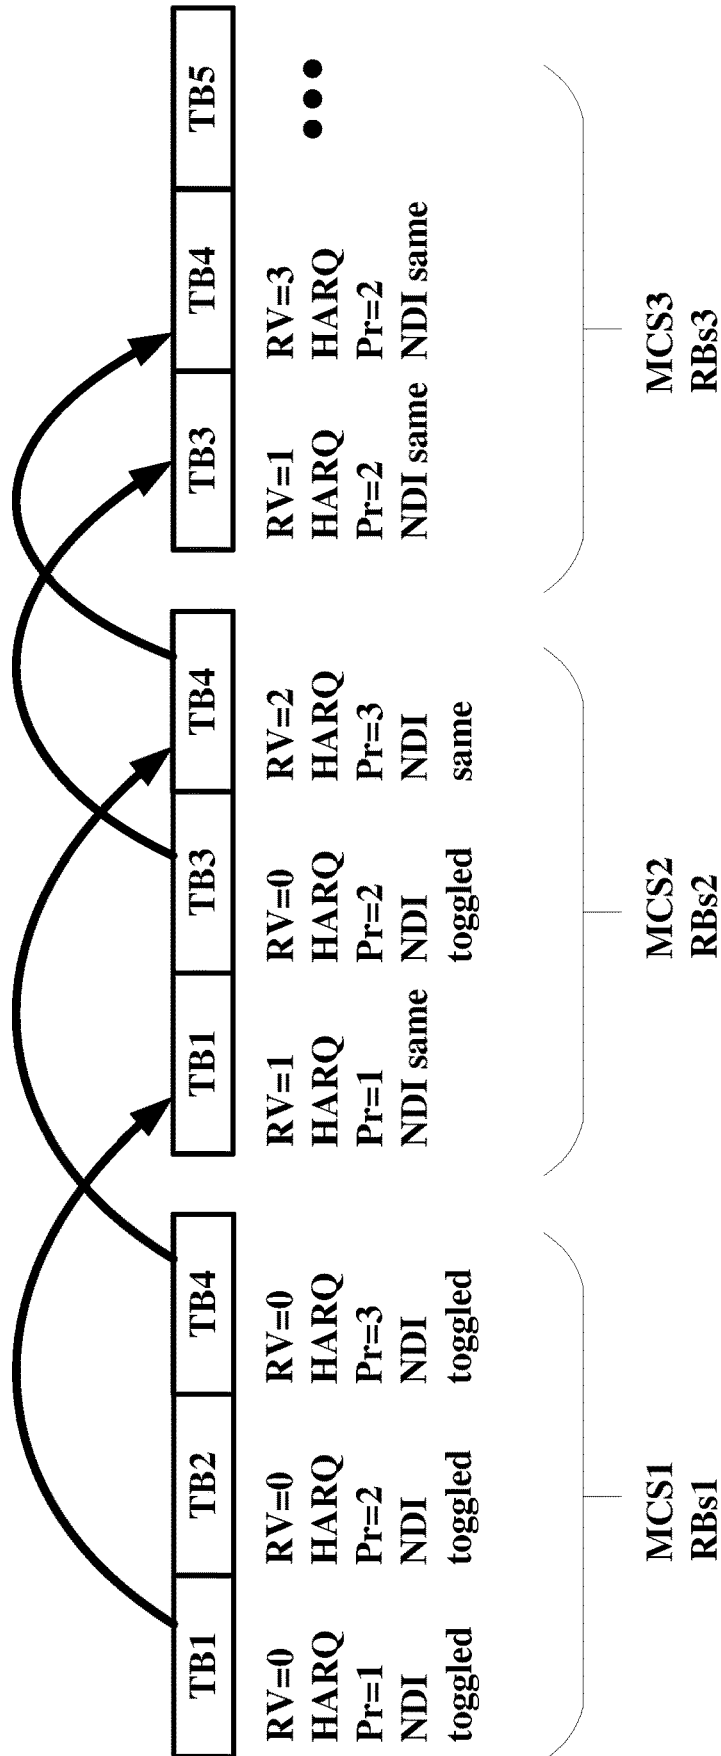 TB1
TB2
TB4
TB1
TB3
TB4
TB3
TB4
TB5
RV=0
HARQ
Pr=1
NDI
toggled
RV=0
HARQ
Pr=2
NDI
toggled
RV=0
HARQ
Pr=3
NDI
toggled
RV=1
HARQ
Pr=1
NDI same
RV=0
HARQ
Pr=2
NDI
toggled
RV=2
HARQ
Pr=3
NDI
same
RV=1
HARQ
Pr=2
NDI same
RV=3
HARQ
Pr=2
NDI same
MCS1
RBs1
MCS2
RBs2
MCS3
RBs3